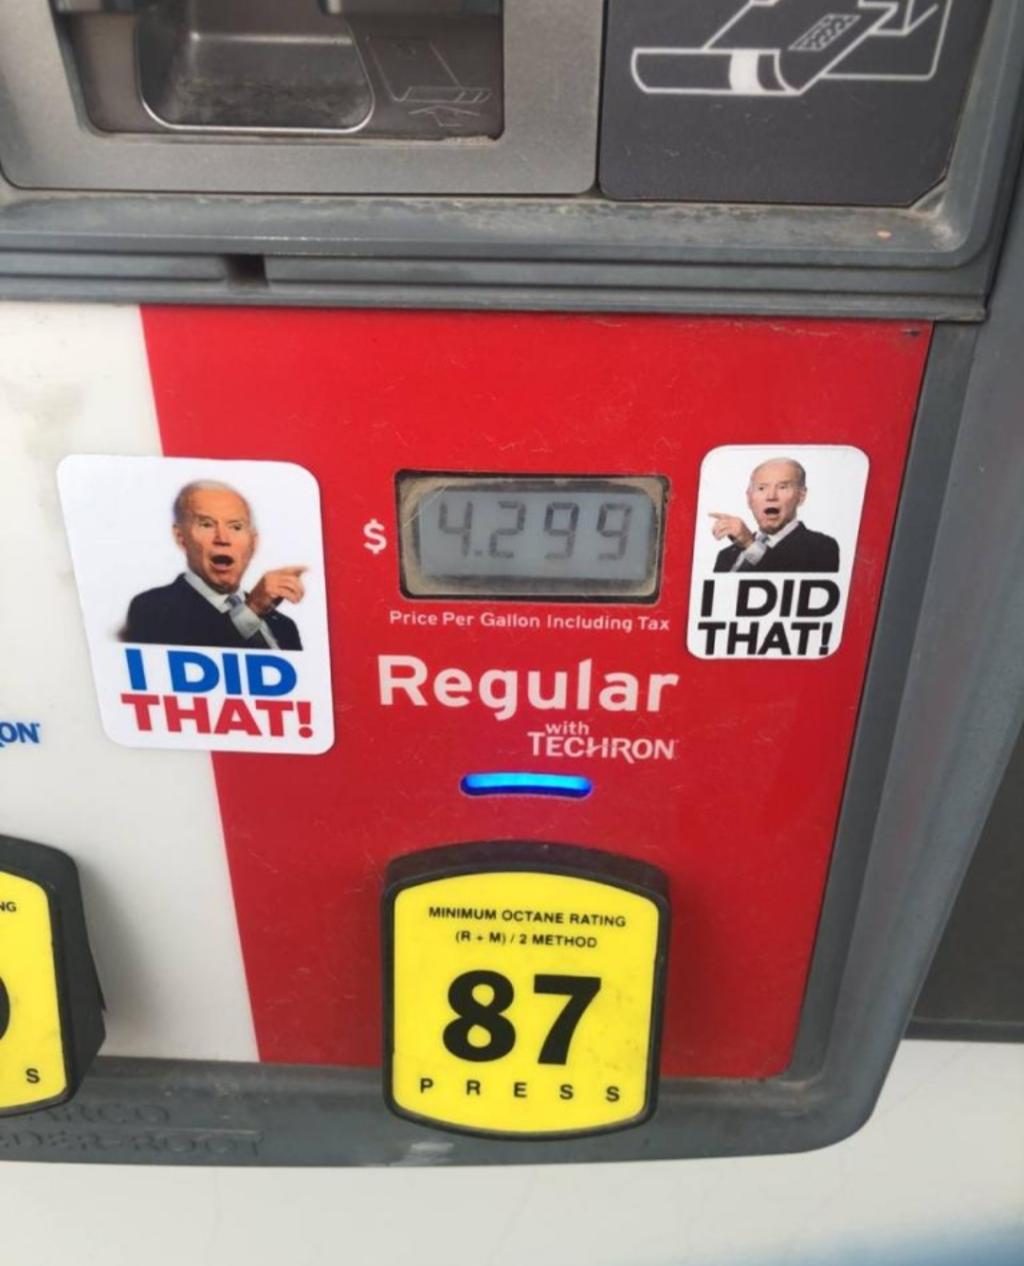 4.299
$
Price Per Gallon Including Tax
Regular
with
TECHRON
I DID
THAT!
I DID
THAT!
ON
NG
S
MINIMUM OCTANE RATING
(R + M) / 2 METHOD
87
PRESS